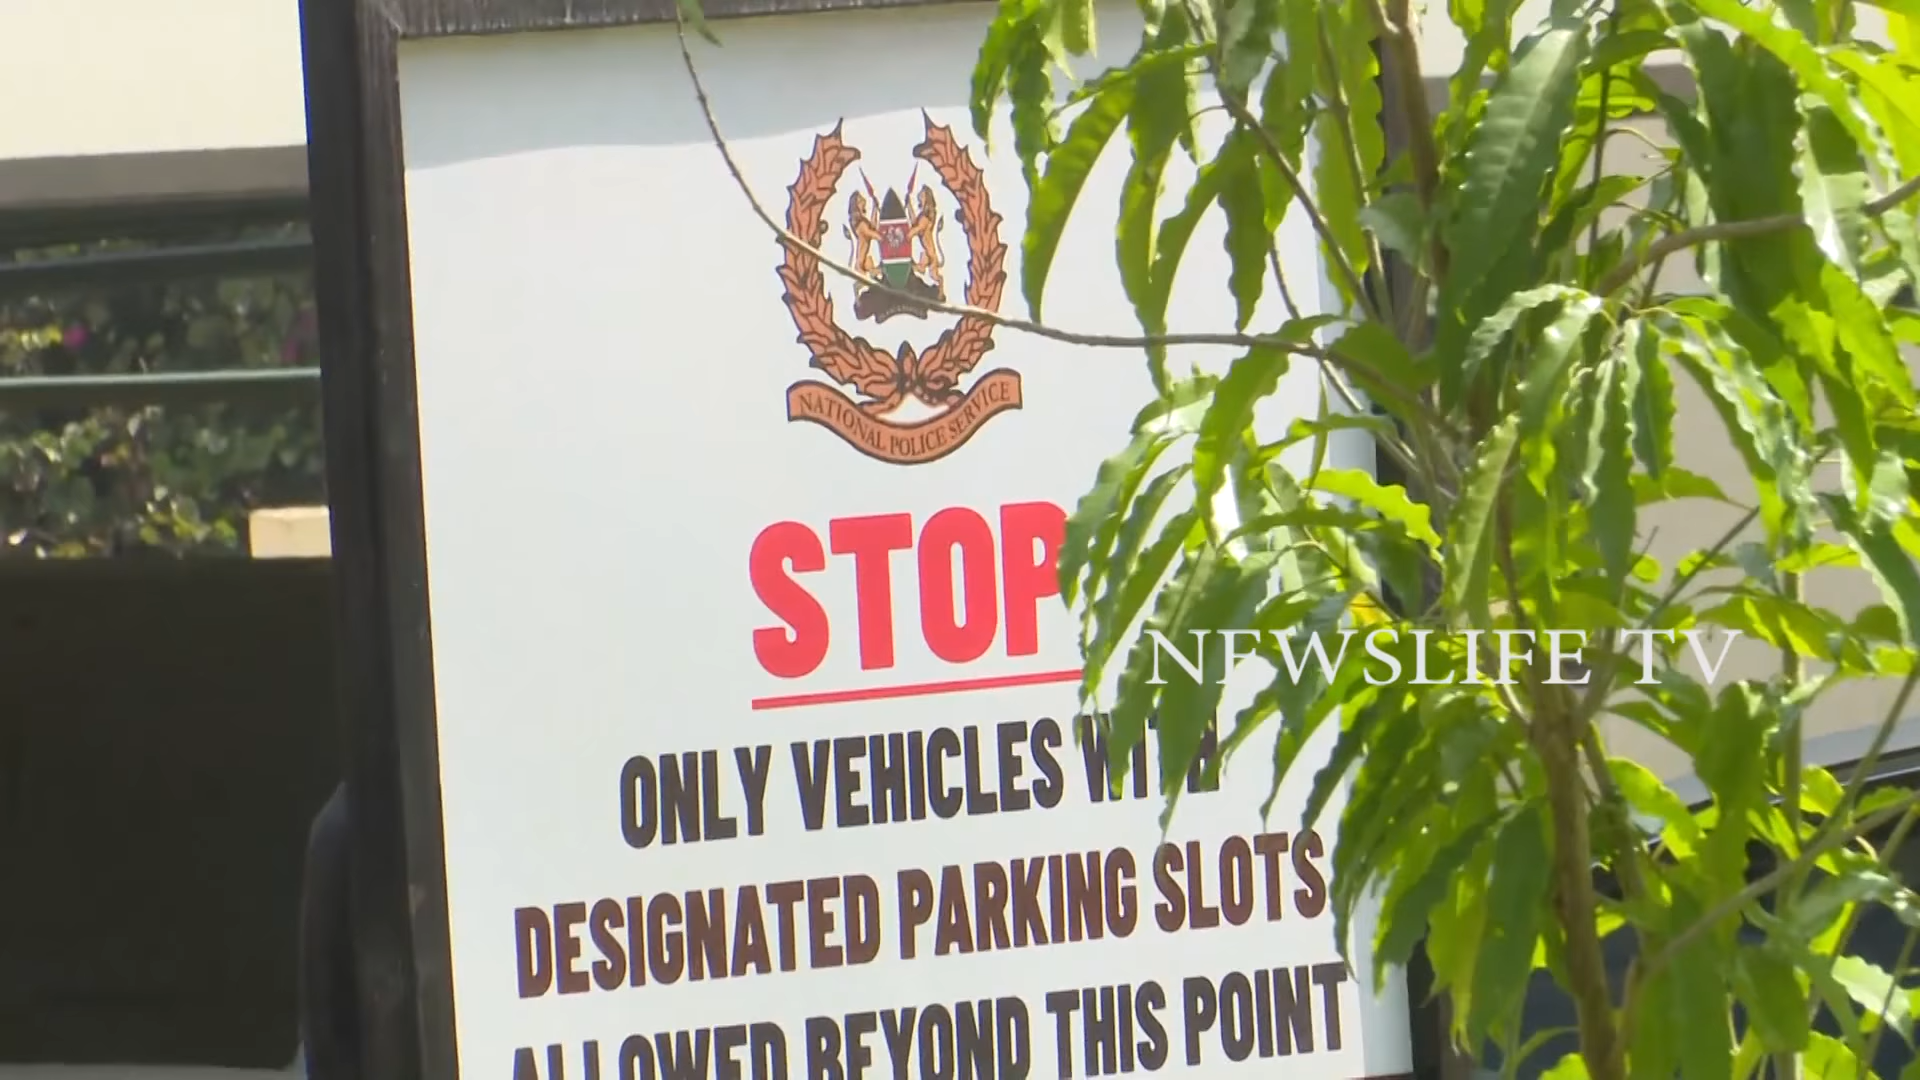 NATIONAL POLICE SERVICE
STOP
NEWSLIFE TV
ONLY VEHICLES WITH
DESIGNATED PARKING SLOTS
ALLOWED BEYOND THIS POINT